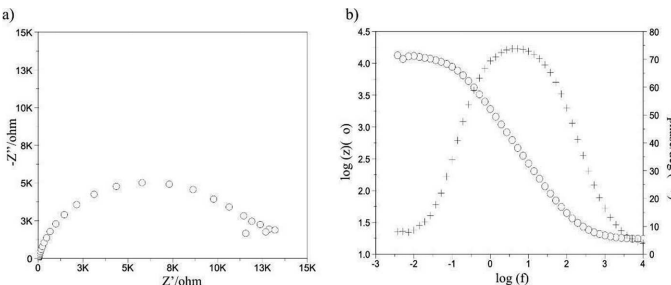 a)
15K
13K
10K
8K
5K
3K
0
0
3K
5K
8K
10K
13K
15K
-Z''/ohm
Z'/ohm
b)
4.5
4.0
3.5
3.0
2.5
2.0
1.5
1.0
-3
-2
-1
0
1
2
3
4
80
70
60
50
40
30
20
10
0
log (z)( o)
log (f)